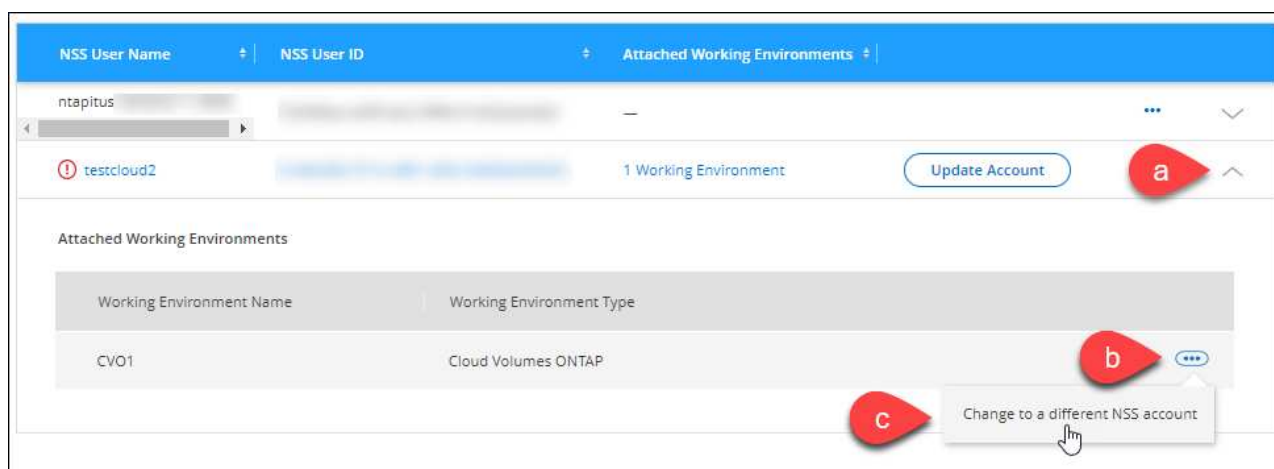 NSS User Name NSS User ID Attached Working Environments
ntapitus —
testcloud2 1 Working Environment Update Account a
Attached Working Environments
Working Environment Name Working Environment Type
CVO1 Cloud Volumes ONTAP b
c Change to a different NSS account